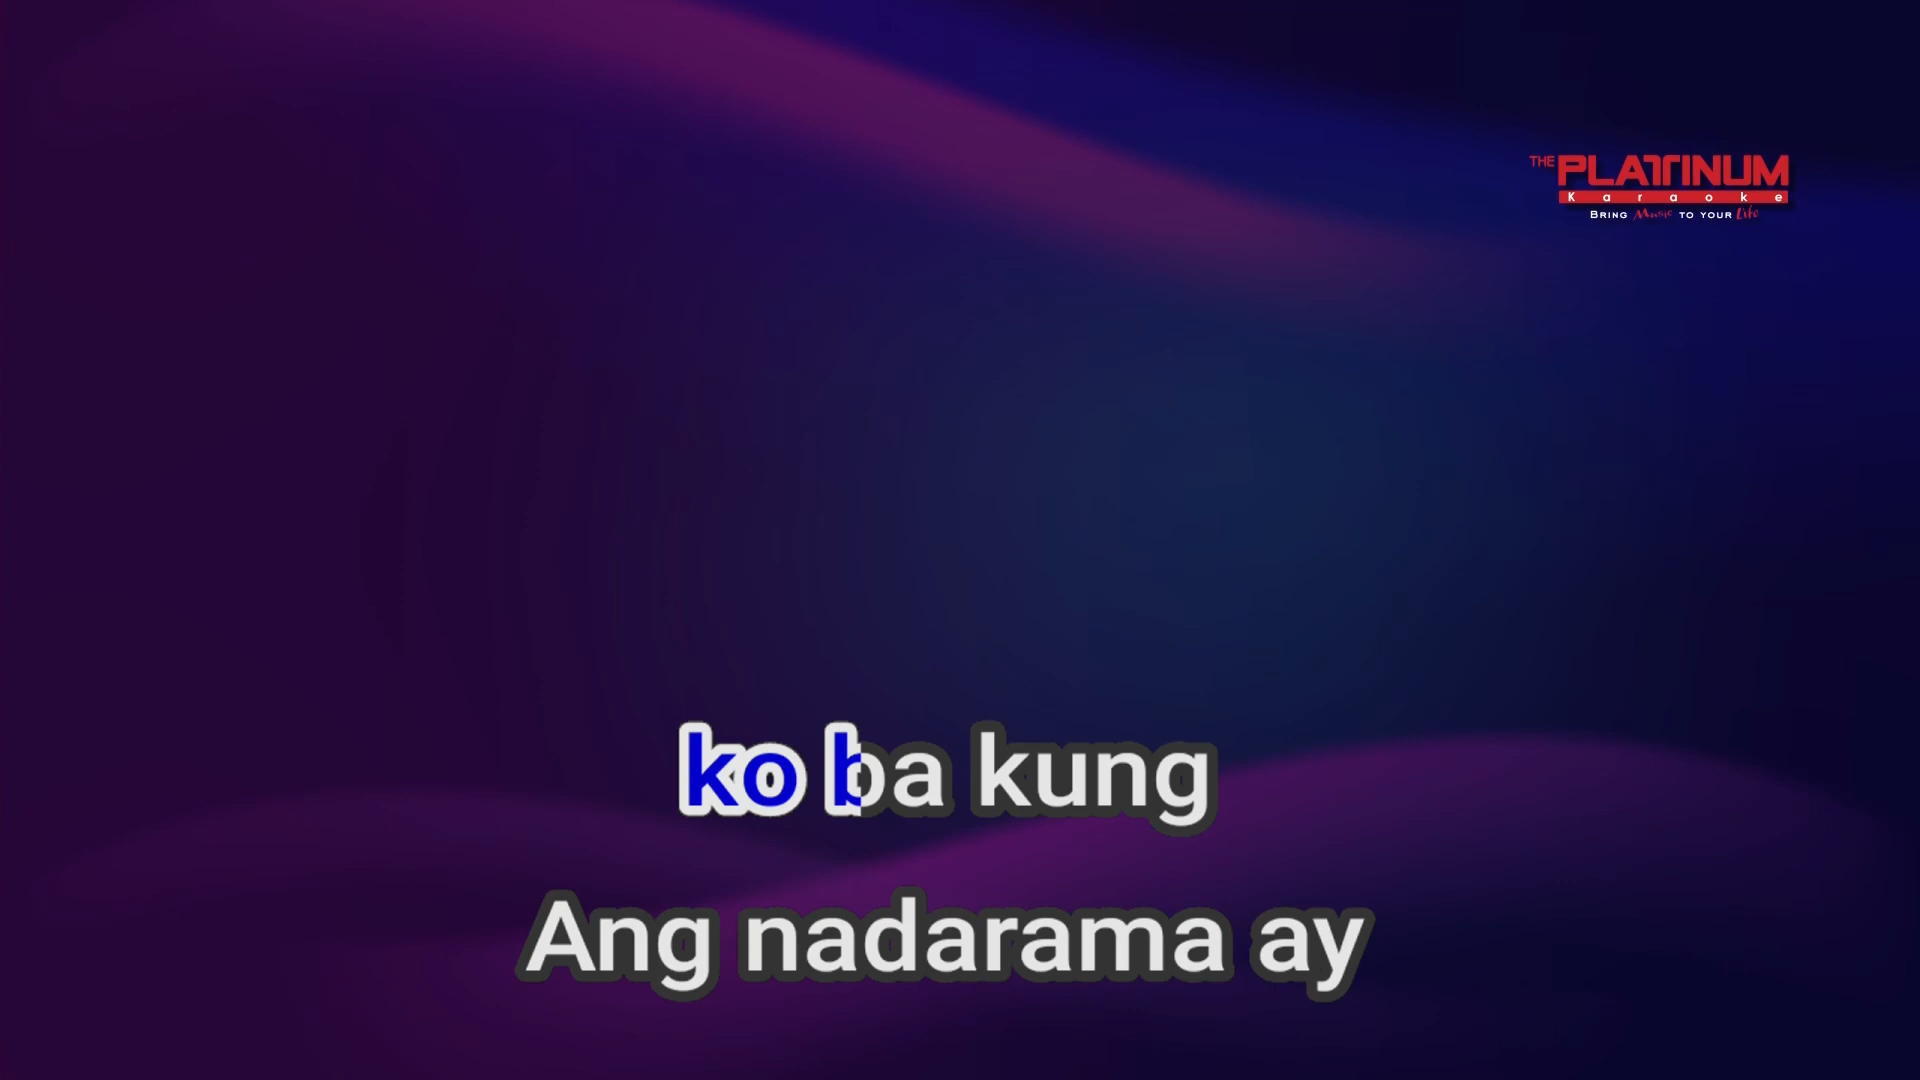 THE PLATINUM
Karaoke
BRING Music TO YOUR Life
ko ba kung
Ang nadarama ay